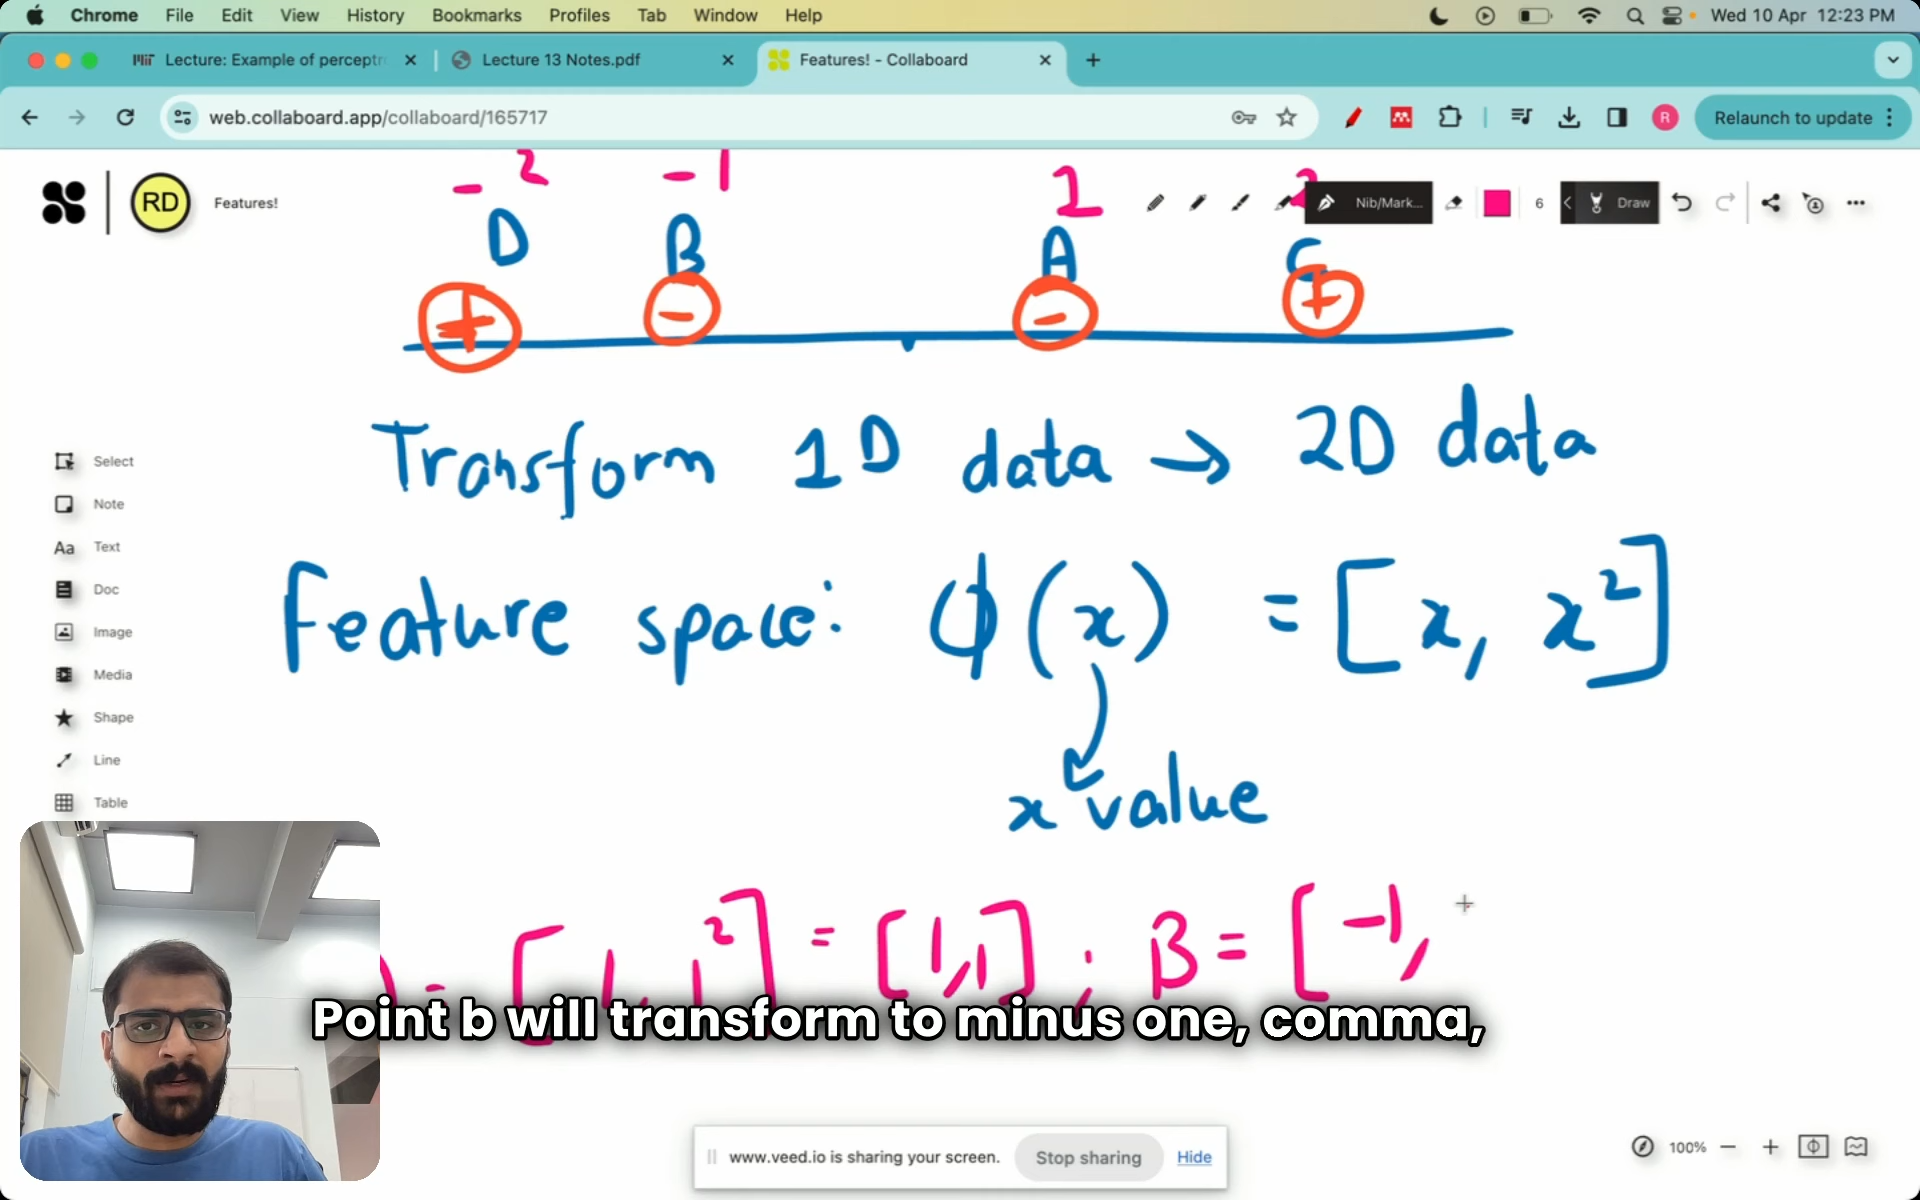 Chrome File Edit View History Bookmarks Profiles Tab Window Help Wed 10 Apr 12:23 PM
Lecture: Example of perceptr Lecture 13 Notes.pdf Features! - Collaboard
web.collaboard.app/collaboard/165717 Relaunch to update
RD Features! Nib/Mark... 6 Draw
-2 -1 1 2
D B A C
+ - - +
Transform 1D data → 2D data
Feature space: ϕ(x) = [x, x²]
x value
Select
Note
Text
Doc
Image
Media
Shape
Line
Table
[1, 1²] = [1,1] ; B = [-1,
Point b will transform to minus one, comma,
www.veed.io is sharing your screen. Stop sharing Hide
100%